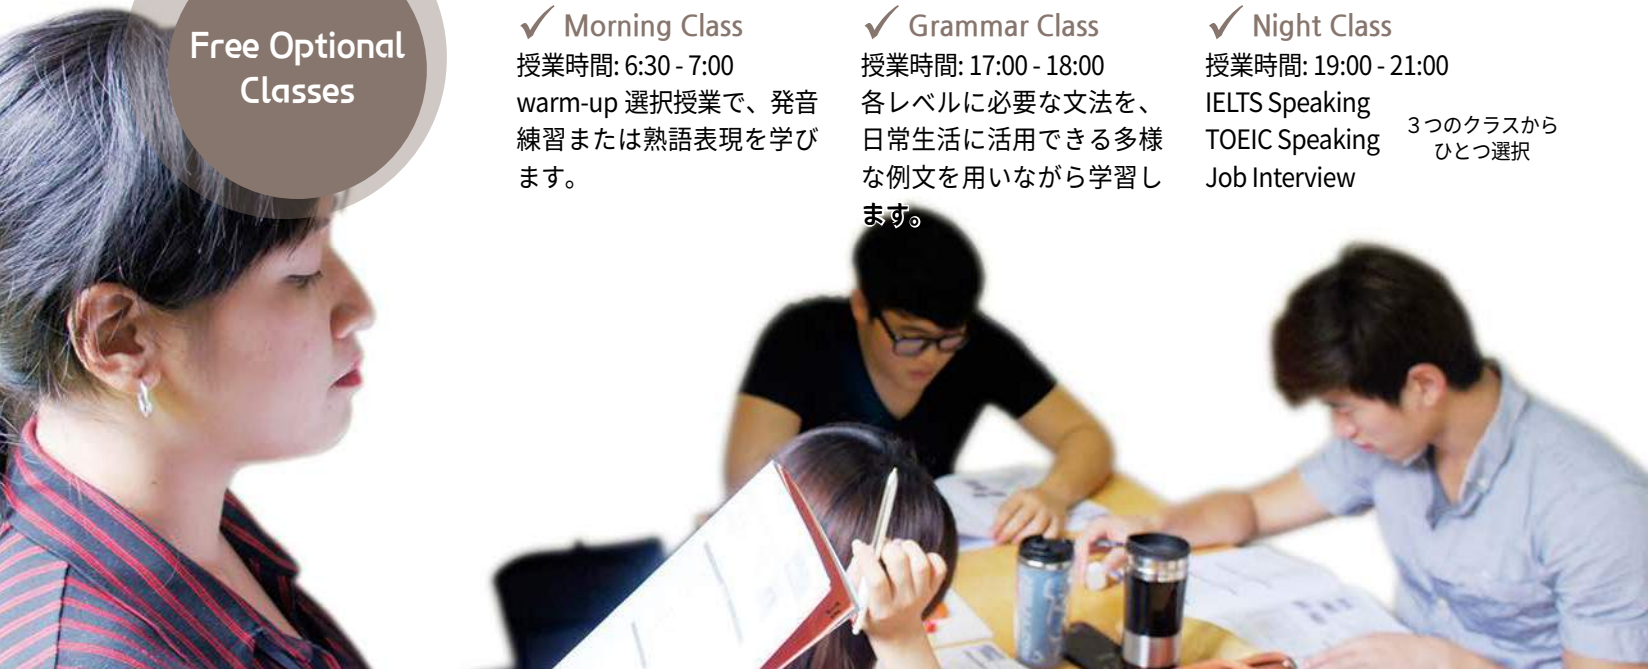 Free Optional
Classes
✓ Morning Class
授業時間: 6:30 - 7:00
warm-up 選択授業で、発音
練習または熟語表現を学び
ます。
✓ Grammar Class
授業時間: 17:00 - 18:00
各レベルに必要な文法を、
日常生活に活用できる多様
な例文を用いながら学習し
ます。
✓ Night Class
授業時間: 19:00 - 21:00
IELTS Speaking
TOEIC Speaking
Job Interview
３つのクラスから
ひとつ選択